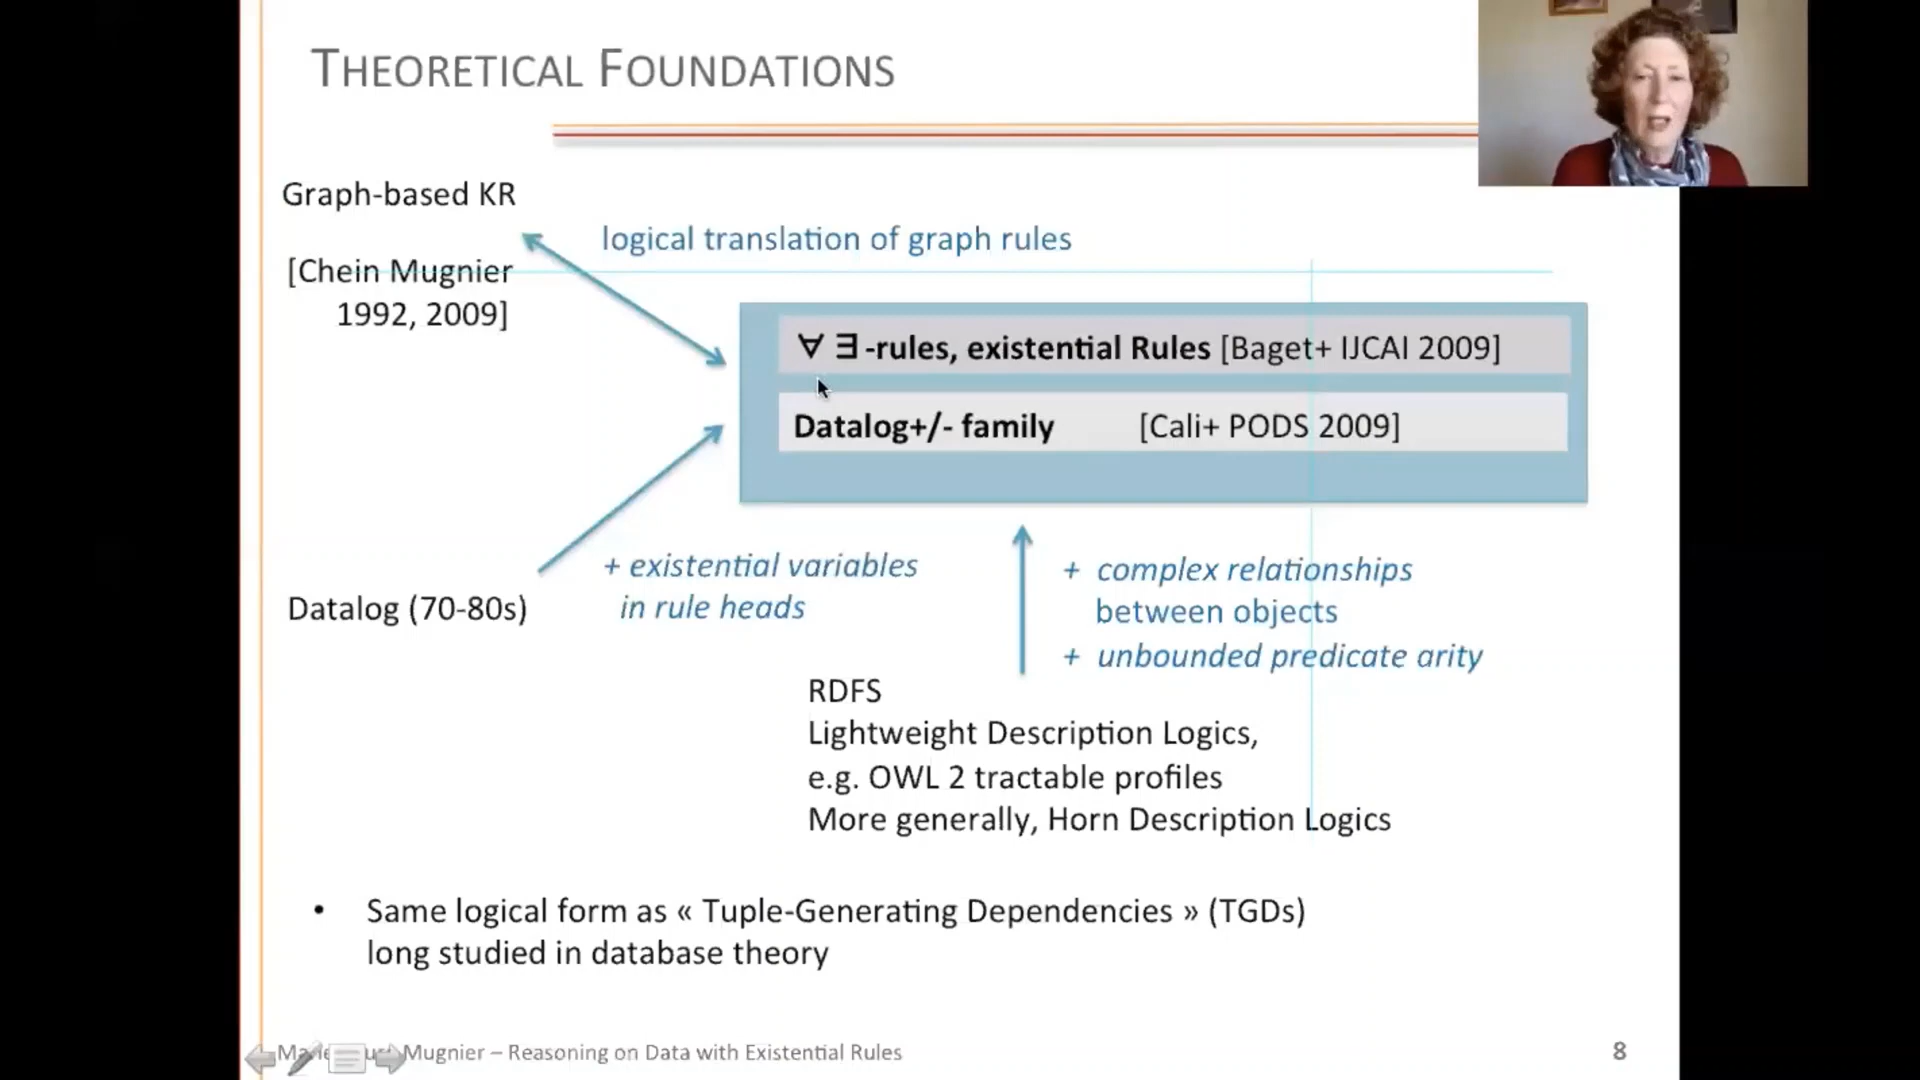 THEORETICAL FOUNDATIONS
Graph-based KR
logical translation of graph rules
[Chein Mugnier
1992, 2009]
∀ ∃ -rules, existential Rules [Baget+ IJCAI 2009]
Datalog+/- family [Cali+ PODS 2009]
+ existential variables
in rule heads
Datalog (70-80s)
+ complex relationships
between objects
+ unbounded predicate arity
RDFS
Lightweight Description Logics,
e.g. OWL 2 tractable profiles
More generally, Horn Description Logics
• Same logical form as « Tuple-Generating Dependencies » (TGDs)
long studied in database theory
Mugnier – Reasoning on Data with Existential Rules
8